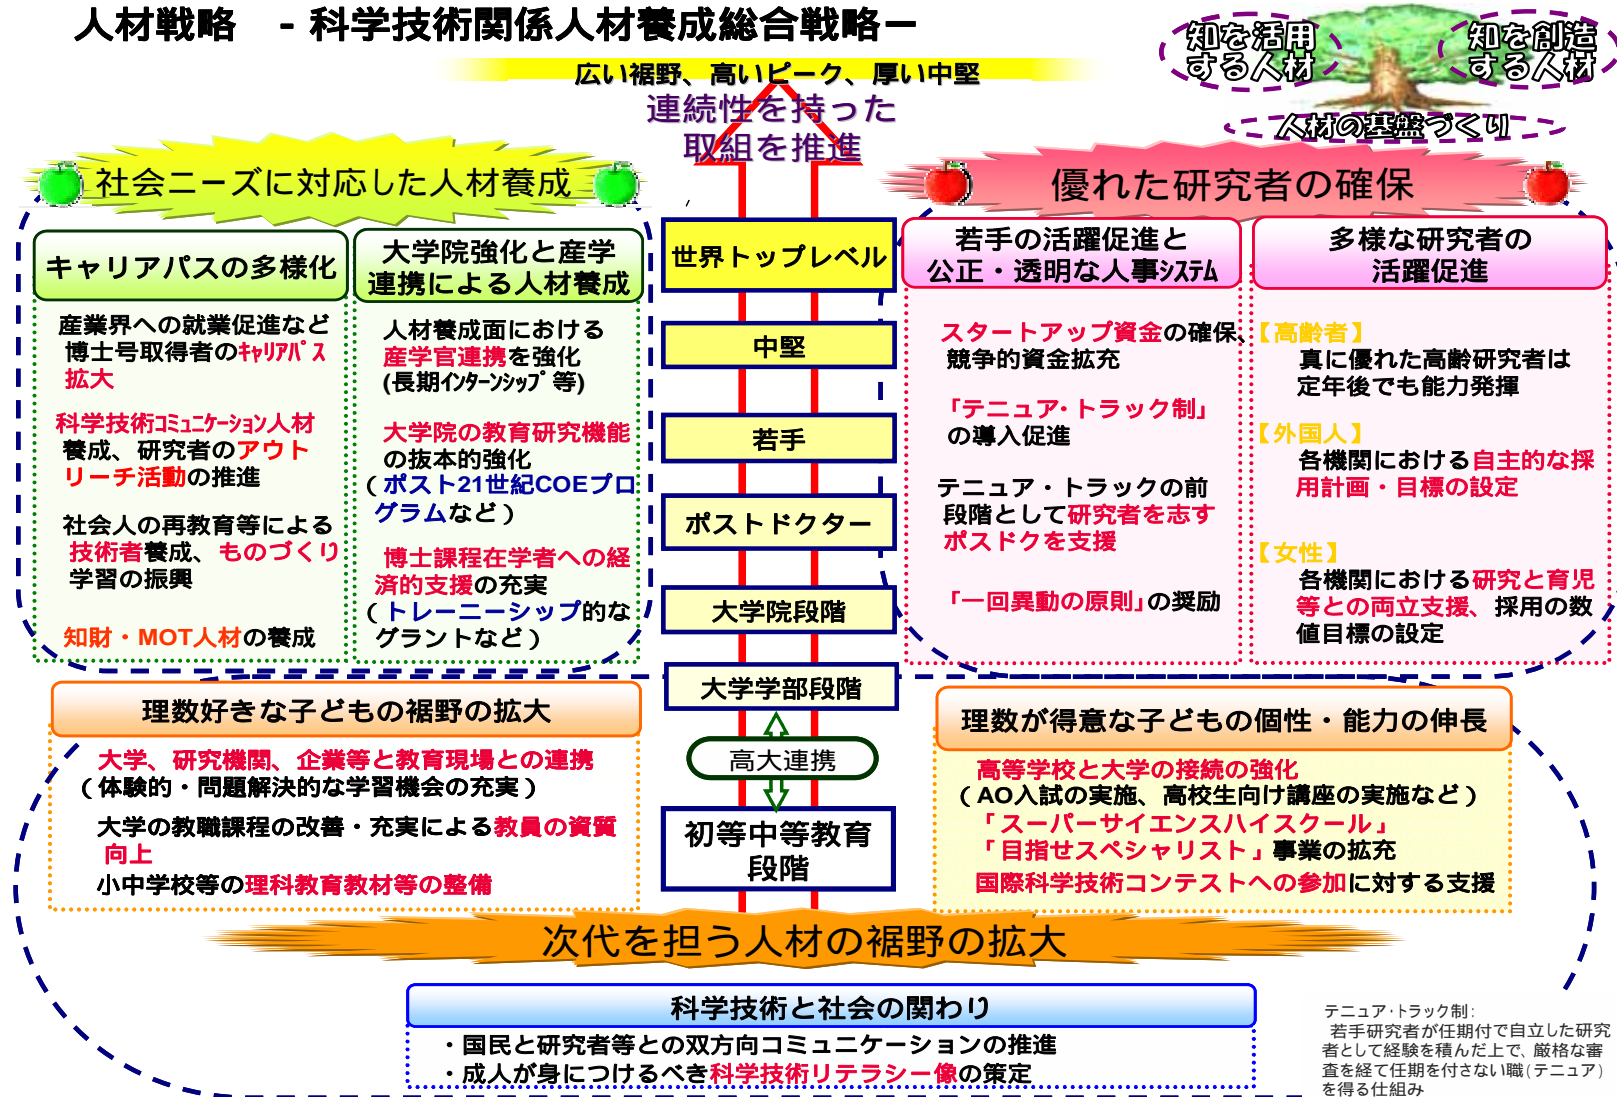 人材戦略　- 科学技術関係人材養成総合戦略ー
知を活用
する人材
知を創造
する人材
人材の基盤づくり
広い裾野、高いピーク、厚い中堅
連続性を持った
取組を推進
社会ニーズに対応した人材養成
優れた研究者の確保
キャリアパスの多様化
産業界への就業促進など
博士号取得者のｷｬﾘｱﾊﾟｽ
拡大
科学技術ｺﾐｭﾆｹｰｼｮﾝ人材
養成、研究者のアウト
リーチ活動の推進
社会人の再教育等による
技術者養成、ものづくり
学習の振興
知財・MOT人材の養成
大学院強化と産学
連携による人材養成
人材養成面における
産学官連携を強化
(長期ｲﾝﾀｰﾝｼｯﾌﾟ等)
大学院の教育研究機能
の抜本的強化
（ポスト21世紀COEプロ
グラムなど）
博士課程在学者への経
済的支援の充実
（トレーニーシップ的な
グラントなど）
世界トップレベル
中堅
若手
ポストドクター
大学院段階
大学学部段階
高大連携
初等中等教育
段階
若手の活躍促進と
公正・透明な人事ｼｽﾃﾑ
スタートアップ資金の確保、
競争的資金拡充
「テニュア・トラック制」
の導入促進
テニュア・トラックの前
段階として研究者を志す
ポスドクを支援
「一回異動の原則」の奨励
多様な研究者の
活躍促進
【高齢者】
真に優れた高齢研究者は
定年後でも能力発揮
【外国人】
各機関における自主的な採
用計画・目標の設定
【女性】
各機関における研究と育児
等との両立支援、採用の数
値目標の設定
理数好きな子どもの裾野の拡大
大学、研究機関、企業等と教育現場との連携
（体験的・問題解決的な学習機会の充実）
大学の教職課程の改善・充実による教員の資質
向上
小中学校等の理科教育教材等の整備
理数が得意な子どもの個性・能力の伸長
高等学校と大学の接続の強化
（AO入試の実施、高校生向け講座の実施など）
「スーパーサイエンスハイスクール」
「目指せスペシャリスト」事業の拡充
国際科学技術コンテストへの参加に対する支援
次代を担う人材の裾野の拡大
科学技術と社会の関わり
・国民と研究者等との双方向コミュニケーションの推進
・成人が身につけるべき科学技術リテラシー像の策定
テニュア・トラック制：
若手研究者が任期付で自立した研究
者として経験を積んだ上で、厳格な審
査を経て任期を付さない職(テニュア)
を得る仕組み